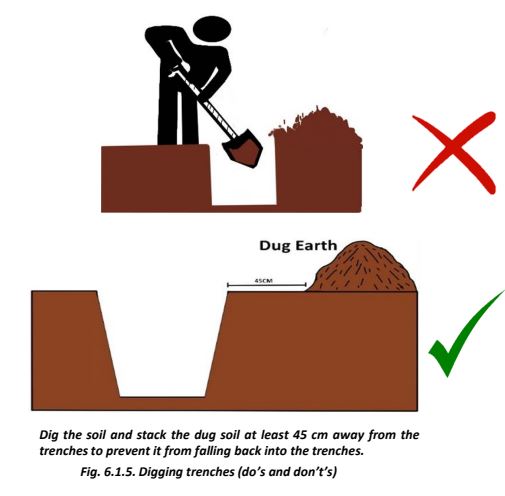 Dug Earth
45CM
Dig the soil and stack the dug soil at least 45 cm away from the
trenches to prevent it from falling back into the trenches.
Fig. 6.1.5. Digging trenches (do's and don't's)